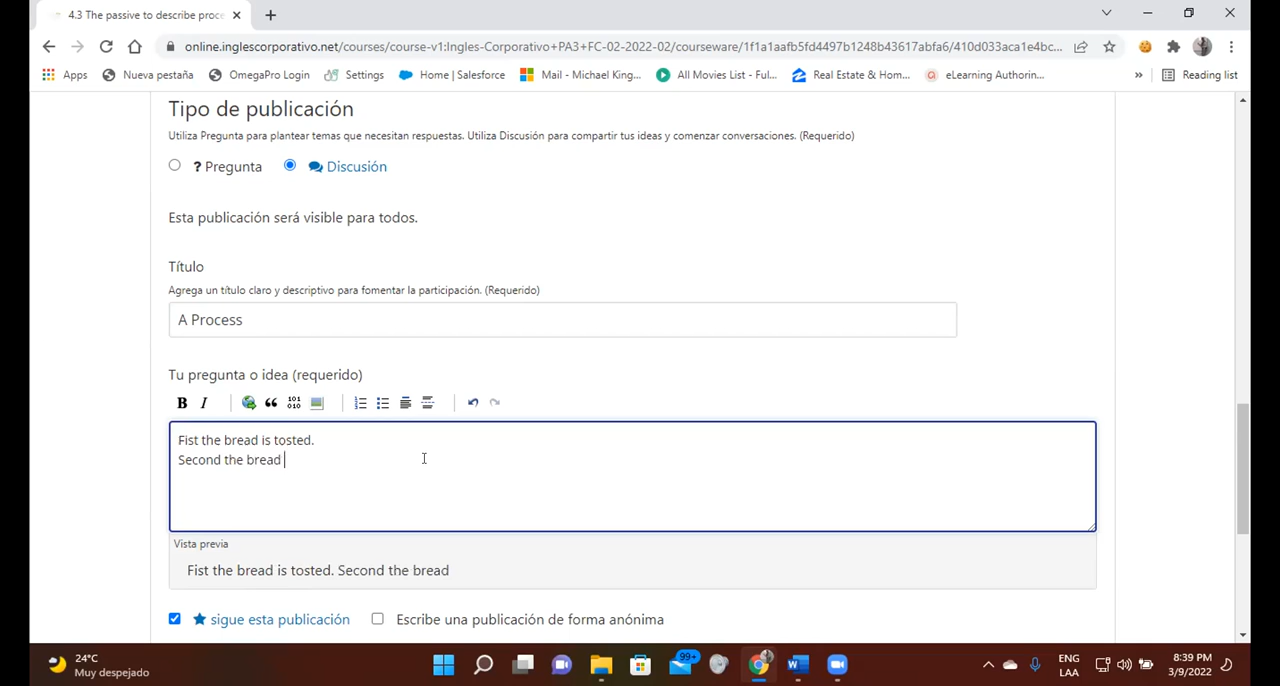 4.3 The passive to describe proce
online.inglescorporativo.net/courses/course-v1:Ingles-Corporativo+PA3+FC-02-2022-02/courseware/1f1a1aafb5fd4497b1248b43617abfa6/410d033aca1e4bc...
Apps Nueva pestaña OmegaPro Login Settings Home | Salesforce Mail - Michael King... All Movies List - Ful... Real Estate & Hom... eLearning Authorin... » Reading list
Tipo de publicación
Utiliza Pregunta para plantear temas que necesitan respuestas. Utiliza Discusión para compartir tus ideas y comenzar conversaciones. (Requerido)
? Pregunta Discusión
Esta publicación será visible para todos.
Título
Agrega un título claro y descriptivo para fomentar la participación. (Requerido)
A Process
Tu pregunta o idea (requerido)
B I
Fist the bread is tosted.
Second the bread
Vista previa
Fist the bread is tosted. Second the bread
sigue esta publicación Escribe una publicación de forma anónima
24°C
Muy despejado
99+
ENG
LAA
8:39 PM
3/9/2022